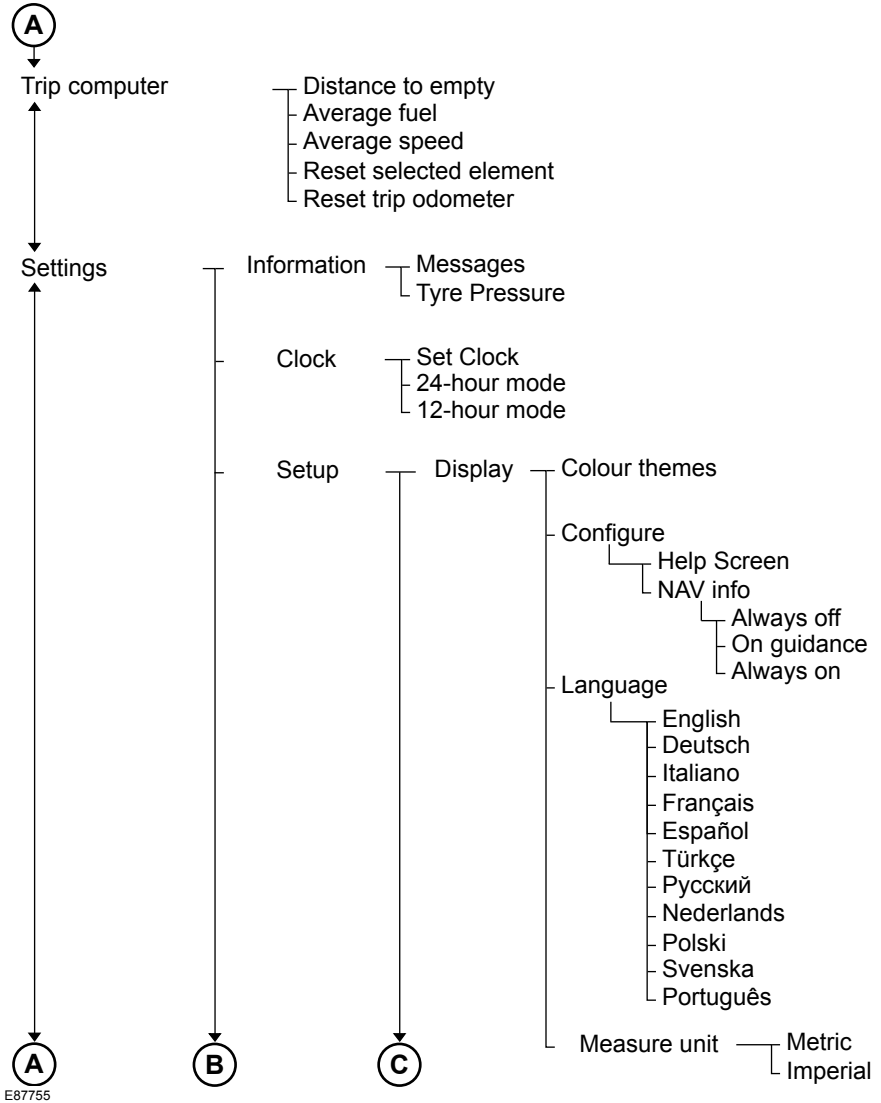 A
Trip computer
Distance to empty
Average fuel
Average speed
Reset selected element
Reset trip odometer
Settings
Information
Messages
Tyre Pressure
Clock
Set Clock
24-hour mode
12-hour mode
Setup
Display
Colour themes
Configure
Help Screen
NAV info
Always off
On guidance
Always on
Language
English
Deutsch
Italiano
Français
Español
Türkçe
Русский
Nederlands
Polski
Svenska
Português
Measure unit
Metric
Imperial
A
B
C
E87755